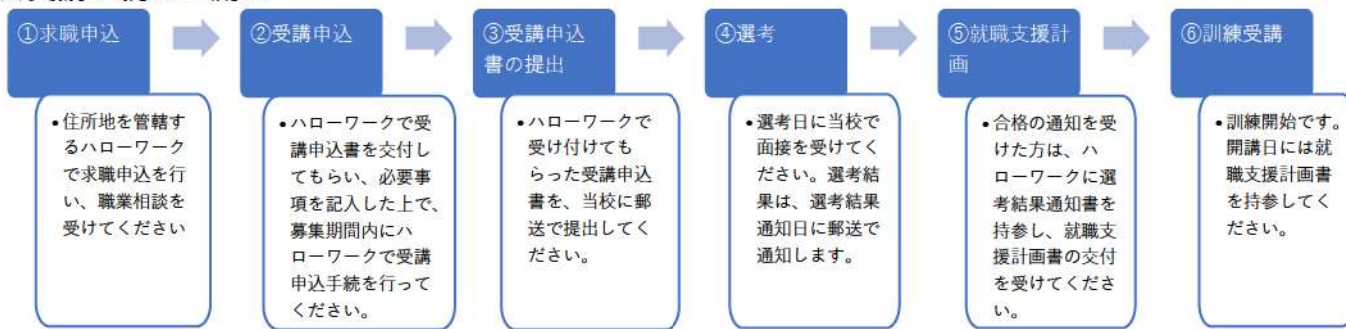 ①求職申込
・住所地を管轄す
るハローワーク
で求職申込を行
い、職業相談を
受けてください
②受講申込
・ハローワークで受
講申込書を交付し
てもらい、必要事
項を記入した上で、
募集期間内にハ
ローワークで受講
申込手続を行って
ください。
③受講申込
書の提出
・ハローワークで
受け付けても
らった受講申込
書を、当校に郵
送で提出してく
ださい。
④選考
・選考日に当校で
面接を受けてく
ださい。選考結
果は、選考結果
通知日に郵送で
通知します。
⑤就職支援計
画
・合格の通知を受
けた方は、ハ
ローワークに選
考結果通知書を
持参し、就職支
援計画書の交付
を受けてくださ
い。
⑥訓練受講
・訓練開始です。
開講日には就
職支援計画書
を持参してく
ださい。